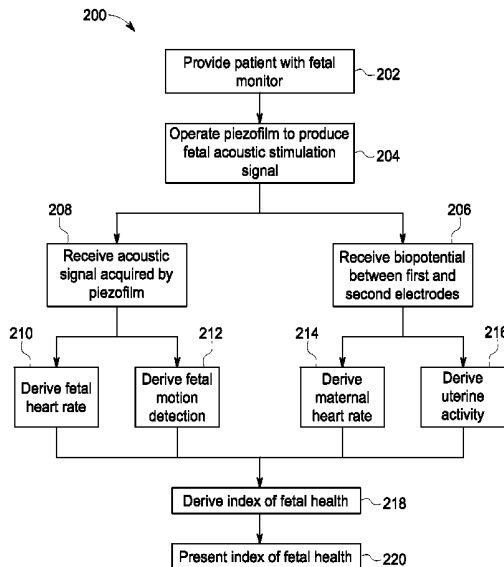 200
Provide patient with fetal
monitor
202
Operate piezofilm to produce
fetal acoustic stimulation
signal
204
208
206
Receive acoustic
signal acquired by
piezofilm
Receive biopotential
between first and
second electrodes
210
212
214
216
Derive fetal
heart rate
Derive fetal
motion detection
Derive
maternal
heart rate
Derive
uterine
activity
Derive index of fetal health
218
Present index of fetal health
220